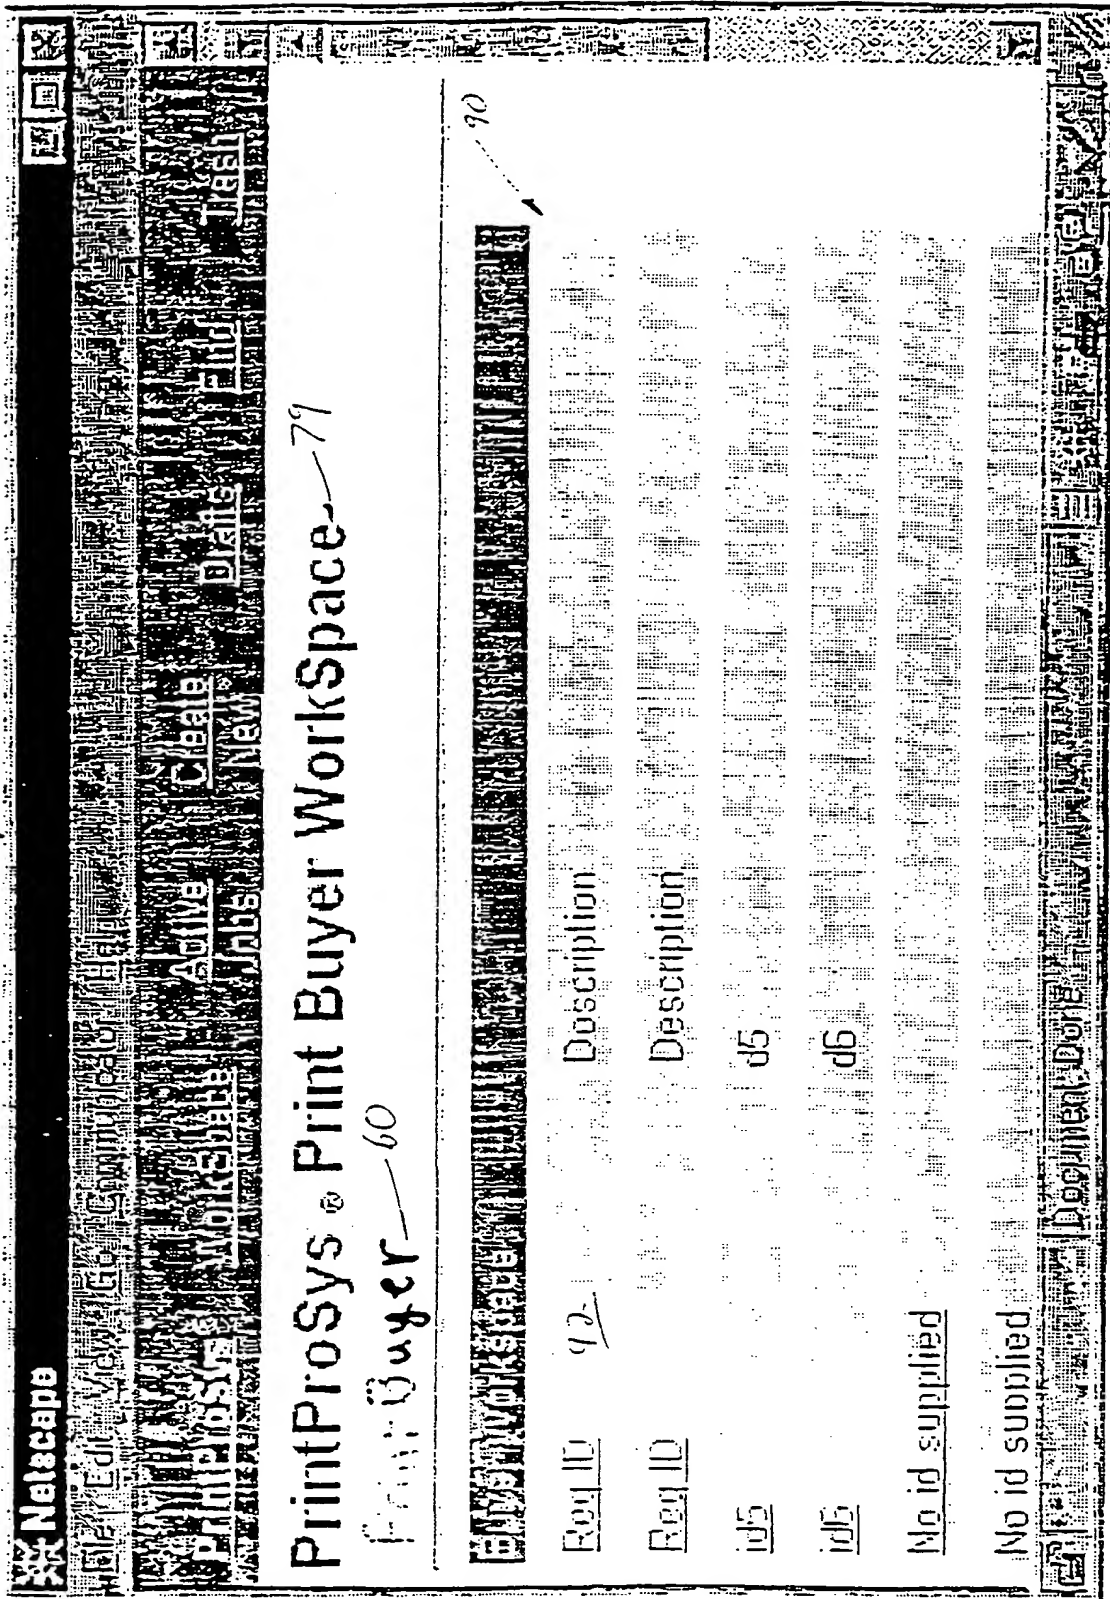 Netscape
File Edit View Go Communicator Help
PrintProSys® Workspace Active Create Drafts Find Trash
Jobs New
PrintProSys ® Print Buyer WorkSpace 79
Print Buyer 60
90
Buyer Workspace
Req ID 92 Doscription
Req ID Description
id5 d5
id6 d6
No id supplied
No id supplied
Document: Done